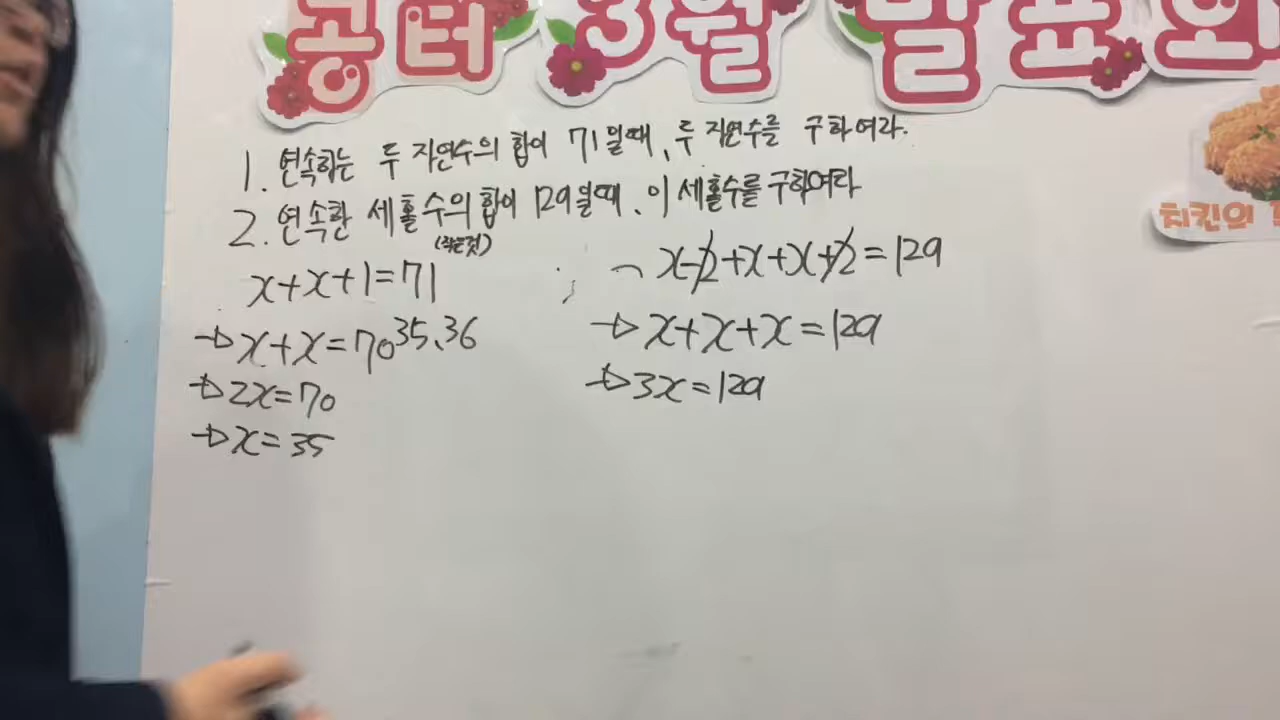 공터 3월 발표회
치킨의
1. 연속하는 두 자연수의 합이 71일때, 두 자연수를 구하여라.
2. 연속한 세홀수의 합이 129일때, 이 세홀수를 구하여라
(작은것)
x+x+1=71
→x+x=70 35, 36
→2x=70
→x=35
x-2+x+x+2=129
→x+x+x=129
→3x=129